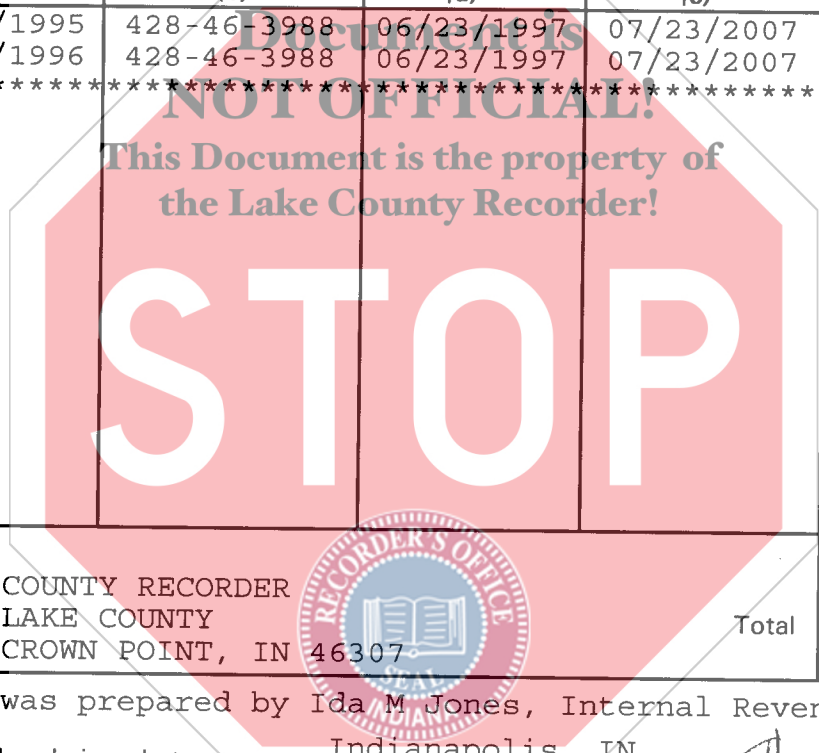 /1995 428-46-3988 06/23/1997 07/23/2007
/1996 428-46-3988 06/23/1997 07/23/2007
Document is
NOT OFFICIAL!
This Document is the property of
the Lake County Recorder!
STOP
COUNTY RECORDER
LAKE COUNTY
CROWN POINT, IN 46307
Total
RECORDER'S OFFICE
SEAL
INDIANA
was prepared by Ida M Jones, Internal Reven
Indianapolis, IN